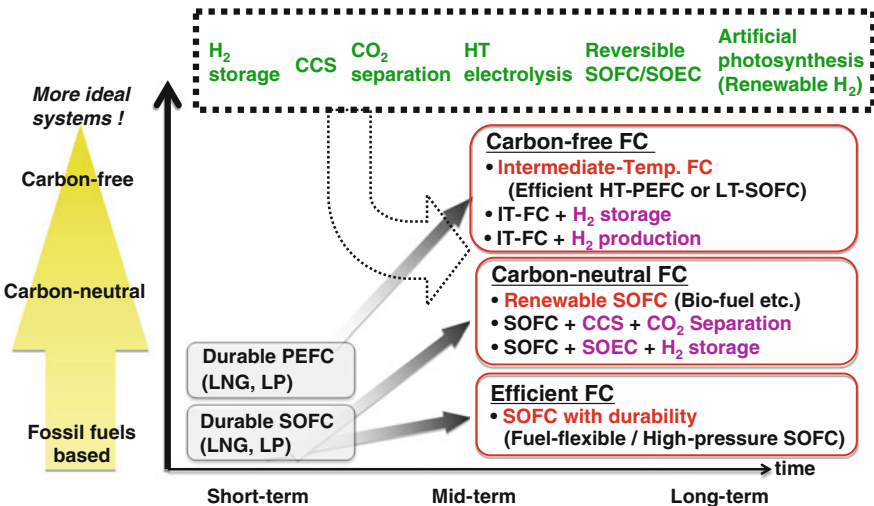 H₂
storage
CCS
CO₂
separation
HT
electrolysis
Reversible
SOFC/SOEC
Artificial
photosynthesis
(Renewable H₂)
More ideal
systems !
Carbon-free
Carbon-neutral
Fossil fuels
based
Carbon-free FC
• Intermediate-Temp. FC
(Efficient HT-PEFC or LT-SOFC)
• IT-FC + H₂ storage
• IT-FC + H₂ production
Carbon-neutral FC
• Renewable SOFC (Bio-fuel etc.)
• SOFC + CCS + CO₂ Separation
• SOFC + SOEC + H₂ storage
Durable PEFC
(LNG, LP)
Durable SOFC
(LNG, LP)
Efficient FC
• SOFC with durability
(Fuel-flexible / High-pressure SOFC)
time
Short-term
Mid-term
Long-term